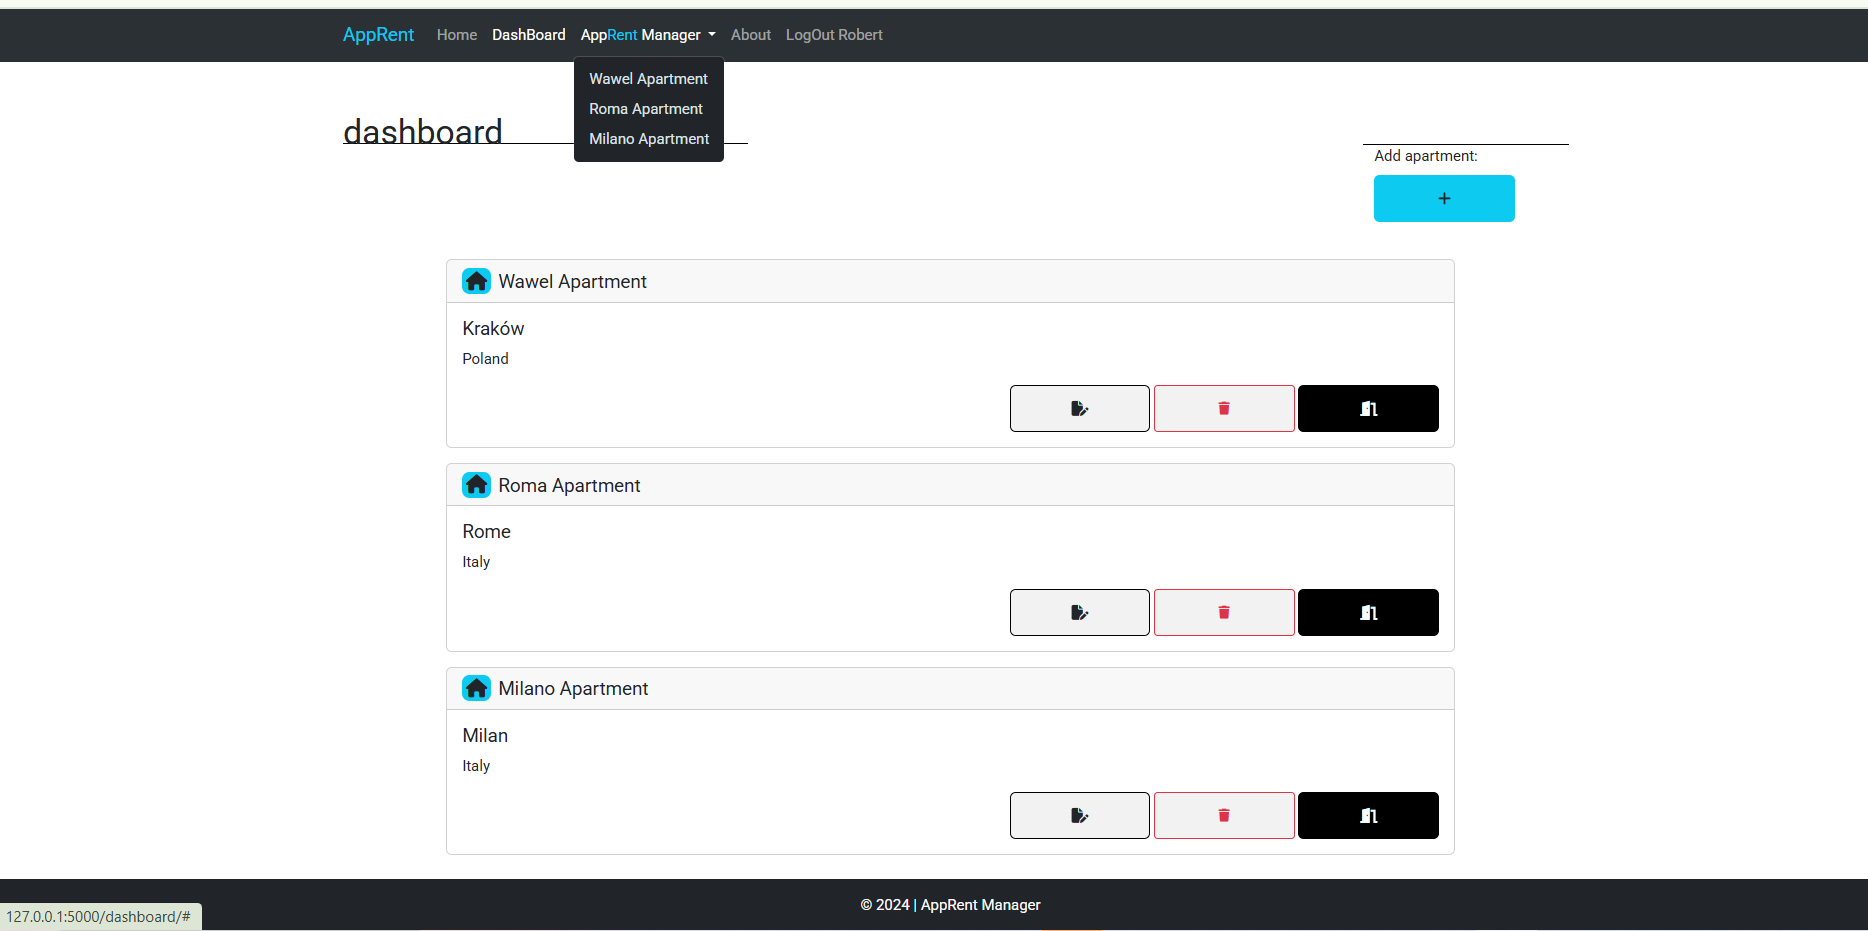 AppRent Home DashBoard AppRent Manager About LogOut Robert
Wawel Apartment
Roma Apartment
Milano Apartment
dashboard
Add apartment:
+
Wawel Apartment
Kraków
Poland
Roma Apartment
Rome
Italy
Milano Apartment
Milan
Italy
© 2024 | AppRent Manager
127.0.0.1:5000/dashboard/#